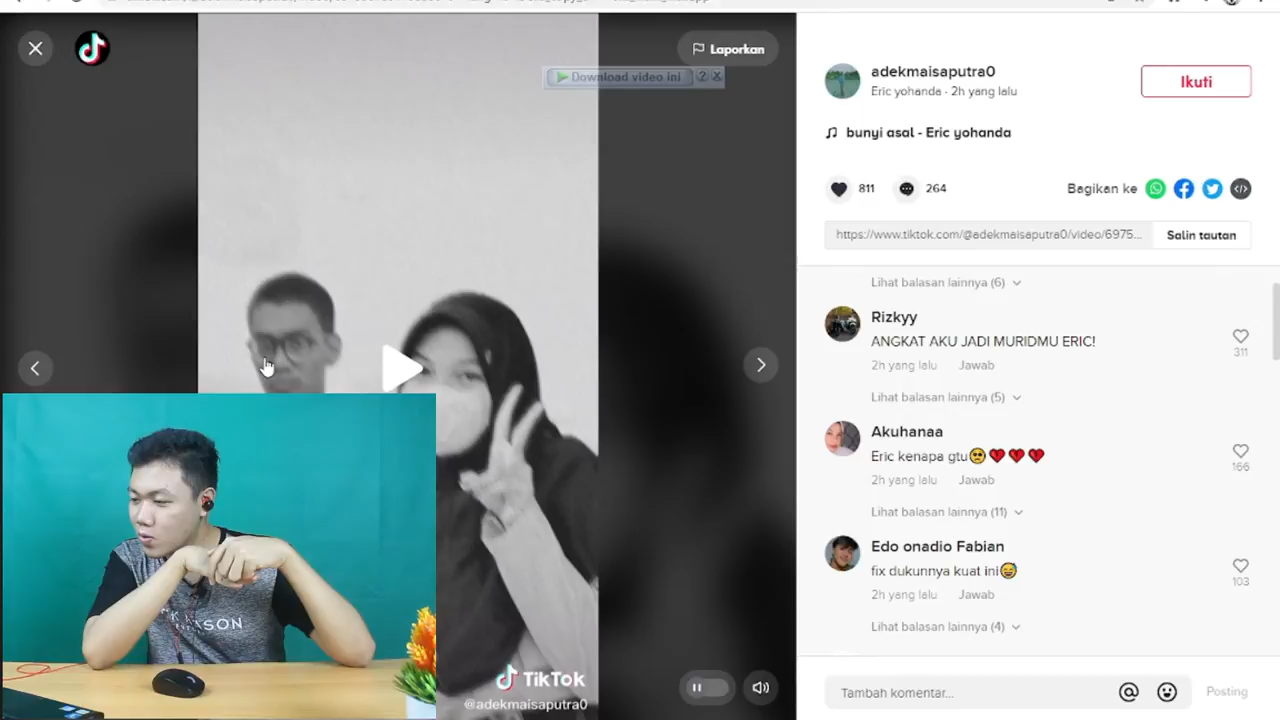 Laporkan
Download video ini
adekmaisaputra0
Eric yohanda · 2h yang lalu
Ikuti
bunyi asal - Eric yohanda
811
264
Bagikan ke
https://www.tiktok.com/@adekmaisaputra0/video/6975...
Salin tautan
Lihat balasan lainnya (6)
Rizkyy
ANGKAT AKU JADI MURIDMU ERIC!
311
2h yang lalu Jawab
Lihat balasan lainnya (5)
Akuhanaa
Eric kenapa gtu🥺💔💔💔
166
2h yang lalu Jawab
Lihat balasan lainnya (11)
Edo onadio Fabian
fix dukunnya kuat ini😅
103
2h yang lalu Jawab
Lihat balasan lainnya (4)
Tambah komentar...
Posting
TikTok
@adekmaisaputra0